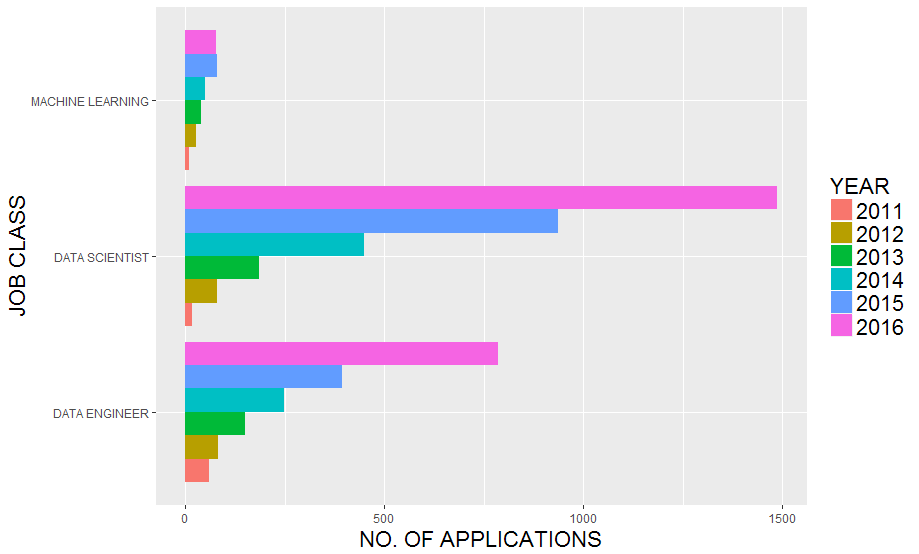 MACHINE LEARNING
DATA SCIENTIST
DATA ENGINEER
JOB CLASS
0 500 1000 1500
NO. OF APPLICATIONS
YEAR
2011
2012
2013
2014
2015
2016